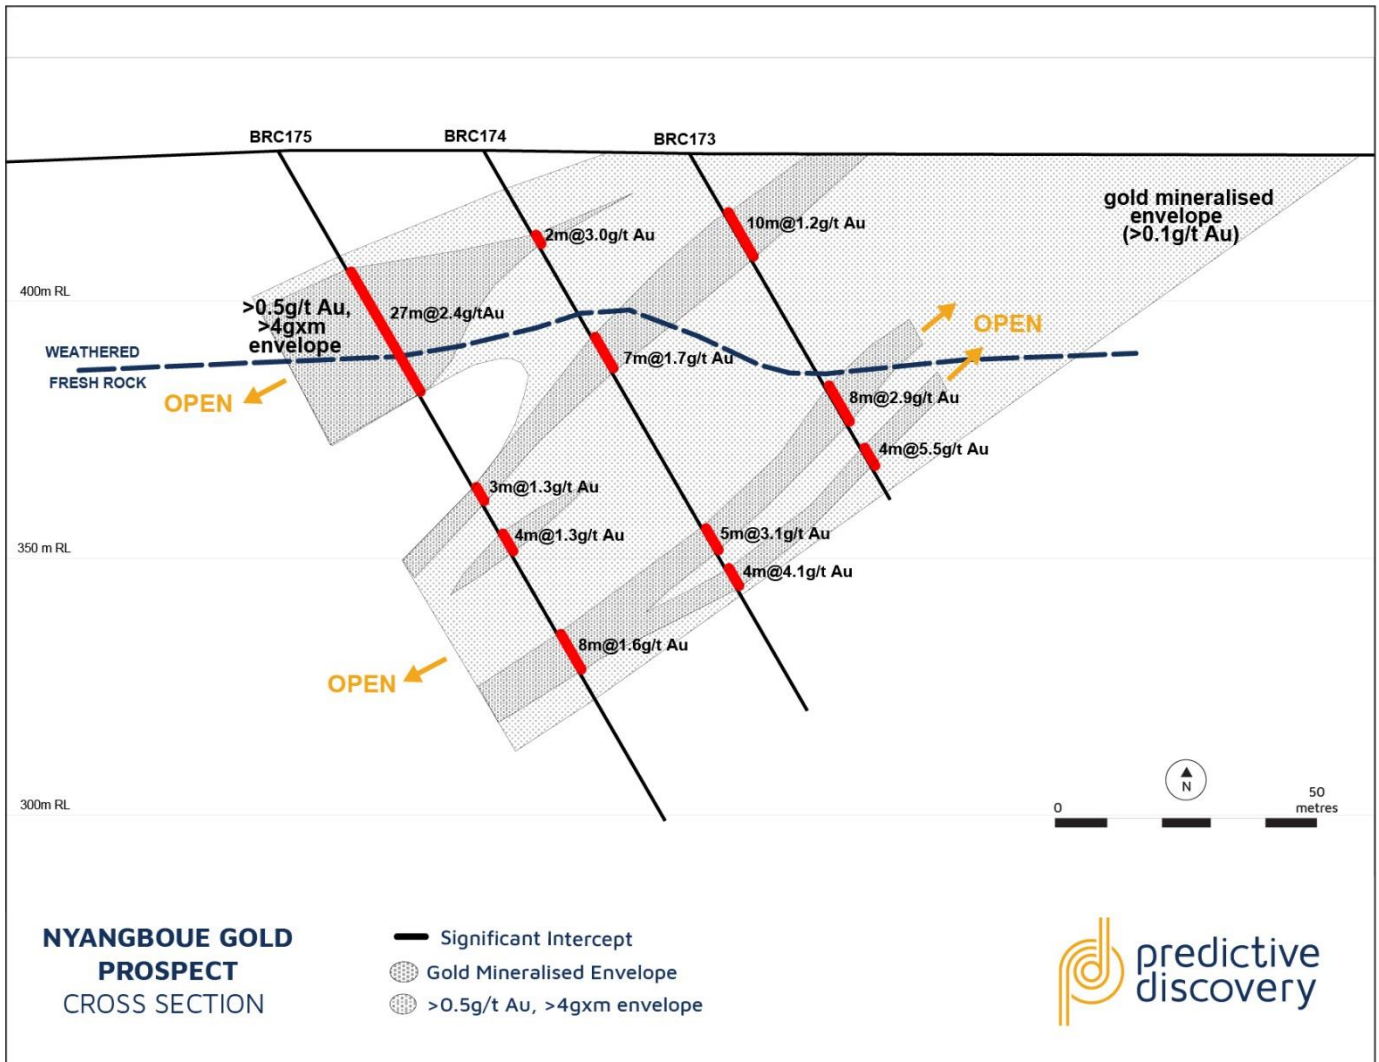 BRC175
BRC174
BRC173
gold mineralised
envelope
(>0.1g/t Au)
10m@1.2g/t Au
2m@3.0g/t Au
400m RL
>0.5g/t Au,
>4gxm
envelope
27m@2.4g/tAu
OPEN
WEATHERED
FRESH ROCK
7m@1.7g/t Au
OPEN
8m@2.9g/t Au
4m@5.5g/t Au
3m@1.3g/t Au
4m@1.3g/t Au
5m@3.1g/t Au
350 m RL
4m@4.1g/t Au
8m@1.6g/t Au
OPEN
N
300m RL
0
50
metres
NYANGBOUE GOLD
PROSPECT
CROSS SECTION
Significant Intercept
Gold Mineralised Envelope
>0.5g/t Au, >4gxm envelope
predictive
discovery